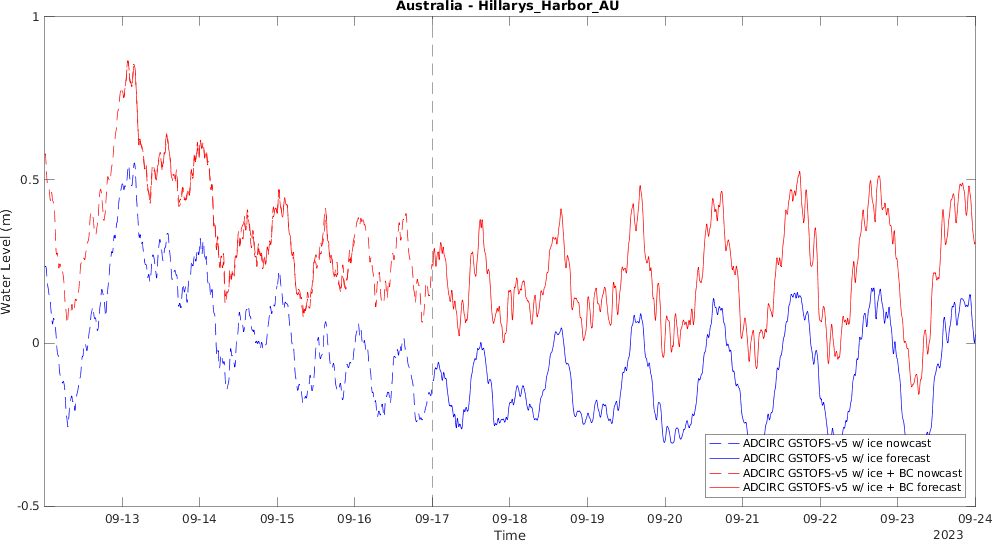 Australia - Hillarys_Harbor_AU
Water Level (m)
1
0.5
0
-0.5
09-13 09-14 09-15 09-16 09-17 09-18 09-19 09-20 09-21 09-22 09-23 09-24
Time
2023
ADCIRC GSTOFS-v5 w/ ice nowcast
ADCIRC GSTOFS-v5 w/ ice forecast
ADCIRC GSTOFS-v5 w/ ice + BC nowcast
ADCIRC GSTOFS-v5 w/ ice + BC forecast